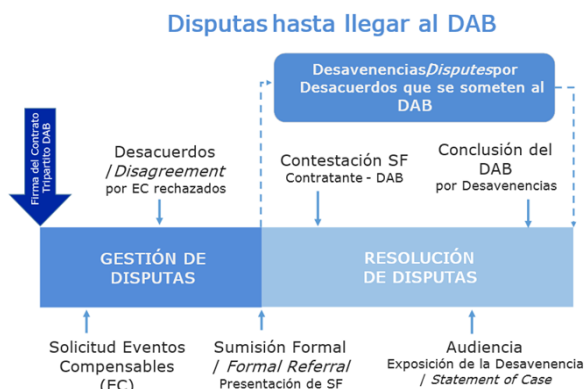 Disputas hasta llegar al DAB
Desavenencias/Disputespor
Desacuerdos que se someten al
DAB
Firma del Contrato
Tripartito DAB
Desacuerdos
/Disagreement
por EC rechazados
Contestación SF
Contratante - DAB
Conclusión del
DAB
por Desavenencias
GESTIÓN DE
DISPUTAS
RESOLUCIÓN
DE DISPUTAS
Solicitud Eventos
Compensables
(EC)
Sumisión Formal
/ Formal Referral
Presentación de SF
Audiencia
Exposición de la Desavenencia
/ Statement of Case